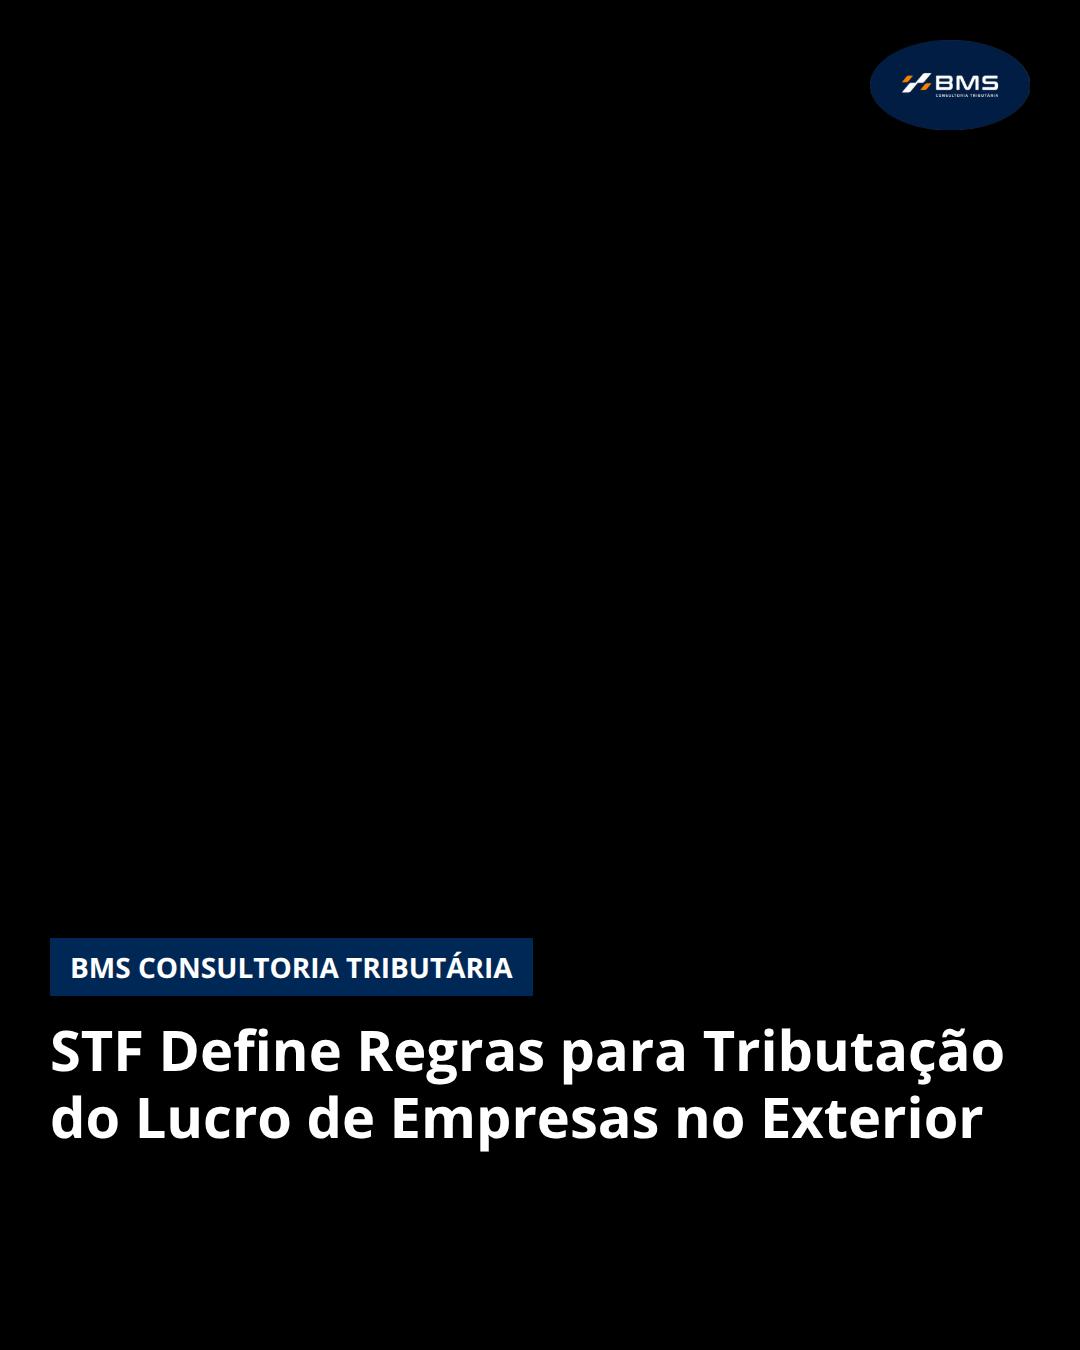 BMS
CONSULTORIA TRIBUTÁRIA
BMS CONSULTORIA TRIBUTÁRIA
STF Define Regras para Tributação
do Lucro de Empresas no Exterior